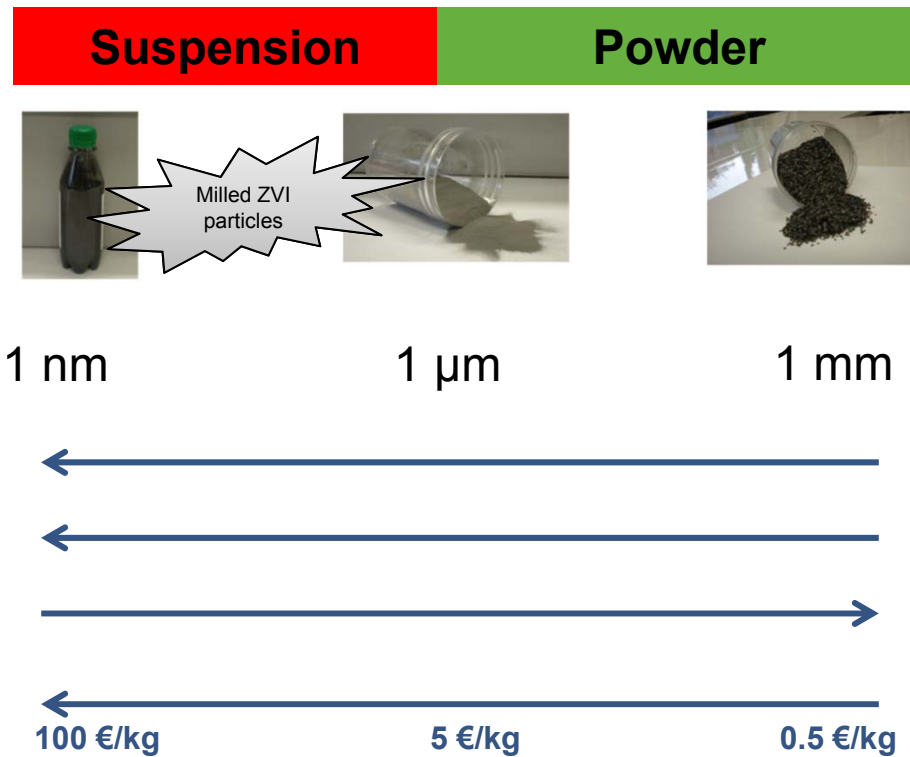 Suspension Powder
Milled ZVI
particles
1 nm 1 µm 1 mm
100 €/kg 5 €/kg 0.5 €/kg